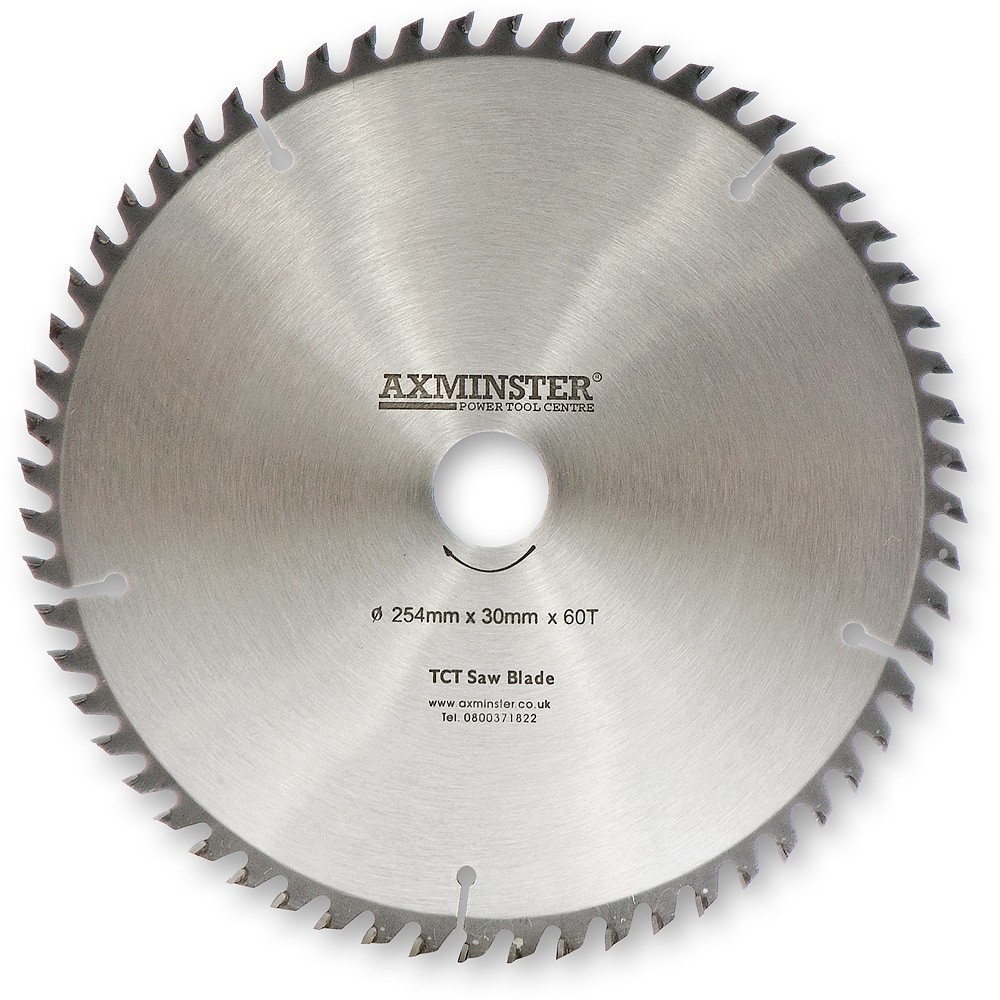 AXMINSTER®
POWER TOOL CENTRE
Ø 254mm x 30mm x 60T
TCT Saw Blade
www.axminster.co.uk
Tel. 0800371822